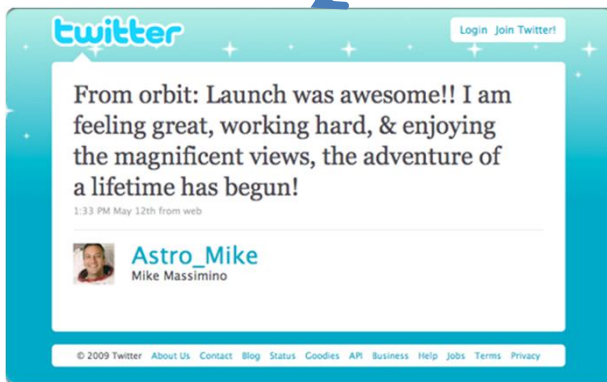 twitter
Login Join Twitter!
From orbit: Launch was awesome!! I am
feeling great, working hard, & enjoying
the magnificent views, the adventure of
a lifetime has begun!
1:33 PM May 12th from web
Astro_Mike
Mike Massimino
© 2009 Twitter About Us Contact Blog Status Goodies API Business Help Jobs Terms Privacy